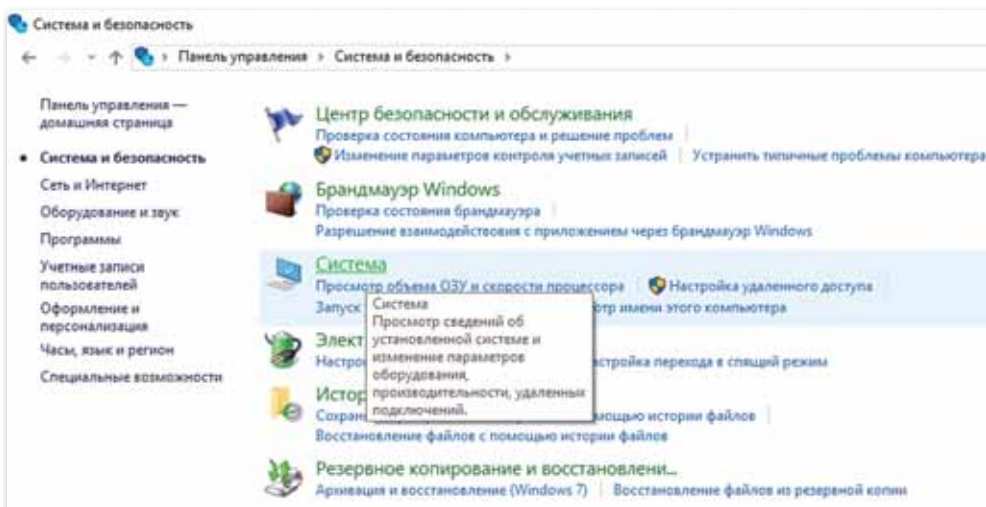 Система и безопасность
Панель управления › Система и безопасность ›
Панель управления —
домашняя страница
Система и безопасность
Сеть и Интернет
Оборудование и звук
Программы
Учетные записи
пользователей
Оформление и
персонализация
Часы, язык и регион
Специальные возможности
Центр безопасности и обслуживания
Проверка состояния компьютера и решение проблем
Изменение параметров контроля учетных записей
Устранить типичные проблемы компьютера
Брандмауэр Windows
Проверка состояния брандмауэра
Разрешение взаимодействия с приложением через брандмауэр Windows
Система
Просмотр объема ОЗУ и скорости процессора
Настройка удаленного доступа
Запуск
имени этого компьютера
Система
Просмотр сведений об
установленной системе и
изменение параметров
оборудования,
производительности, удаленных
подключений.
Элект
Настро
перехода в спящий режим
Истор
Сохран
истории файлов
Восстановление файлов с помощью истории файлов
Резервное копирование и восстановлени...
Архивация и восстановление (Windows 7)
Восстановление файлов из резервной копии